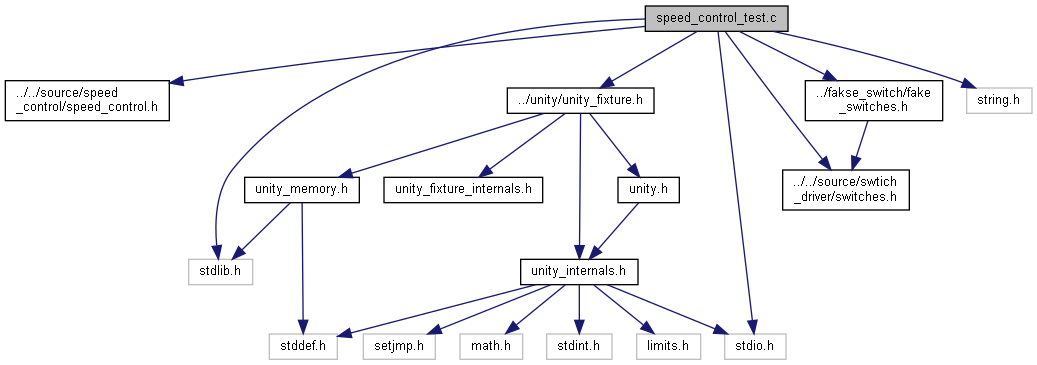 speed_control_test.c
../../source/speed
_control/speed_control.h
../unity/unity_fixture.h
../fakse_switch/fake
_switches.h
string.h
unity_memory.h
unity_fixture_internals.h
unity.h
../../source/swtich
_driver/switches.h
stdlib.h
unity_internals.h
stddef.h
setjmp.h
math.h
stdint.h
limits.h
stdio.h